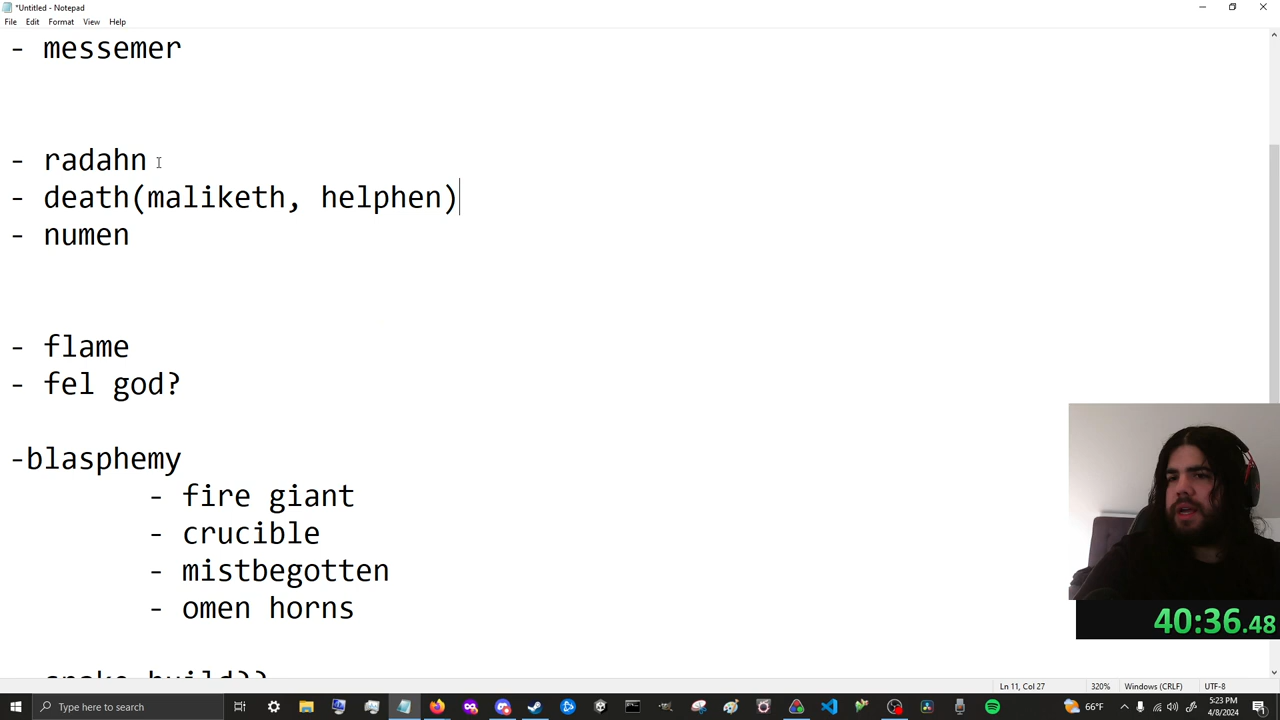 *Untitled - Notepad
File Edit Format View Help
- messemer
- radahn
- death(maliketh, helphen)
- numen
- flame
- fel god?
-blasphemy
- fire giant
- crucible
- mistbegotten
- omen horns
40:36.48
Ln 11, Col 27 320% Windows (CRLF) UTF-8
Type here to search
66°F 5:23 PM
4/8/2024